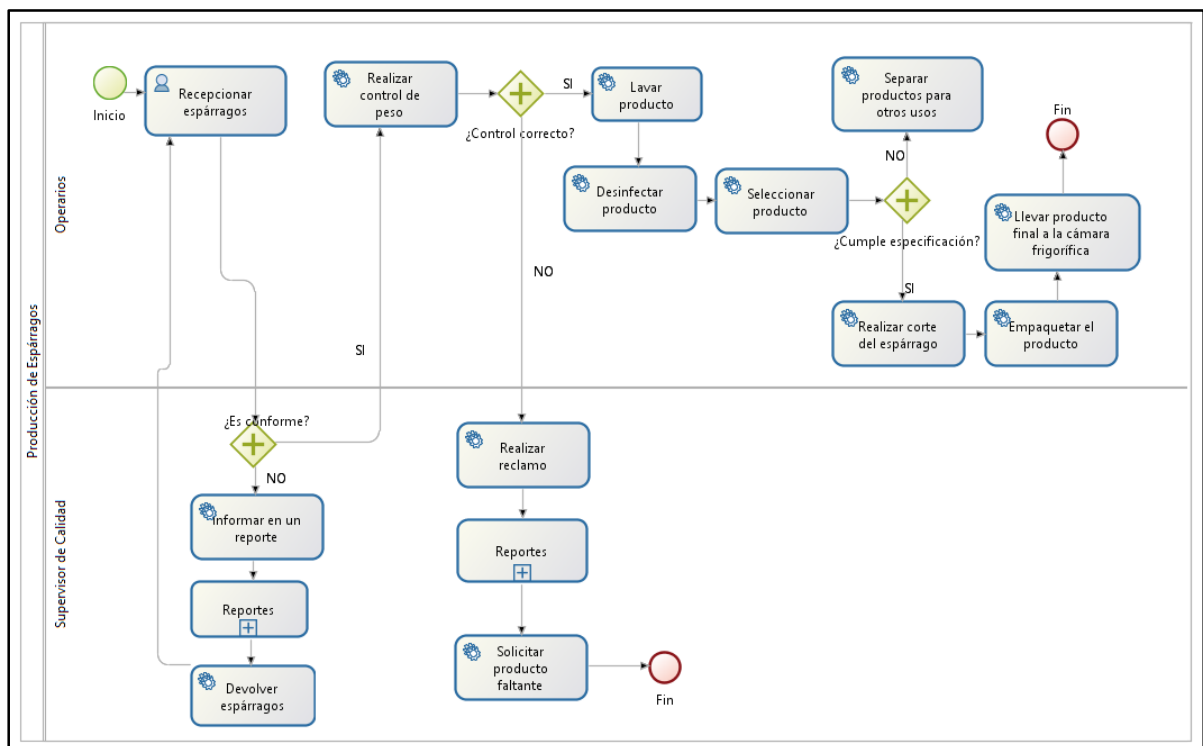 Producción de Espárragos
Operarios
Inicio
Recepcionar
espárragos
Realizar
control de
peso
¿Control correcto?
SI
NO
Lavar
producto
Desinfectar
producto
Seleccionar
producto
¿Cumple especificación?
NO
SI
Separar
productos para
otros usos
Realizar corte
del espárrago
Empaquetar el
producto
Llevar producto
final a la cámara
frigorífica
Fin
SI
Supervisor de Calidad
¿Es conforme?
NO
Informar en un
reporte
Reportes
Devolver
espárragos
Realizar
reclamo
Reportes
Solicitar
producto
faltante
Fin